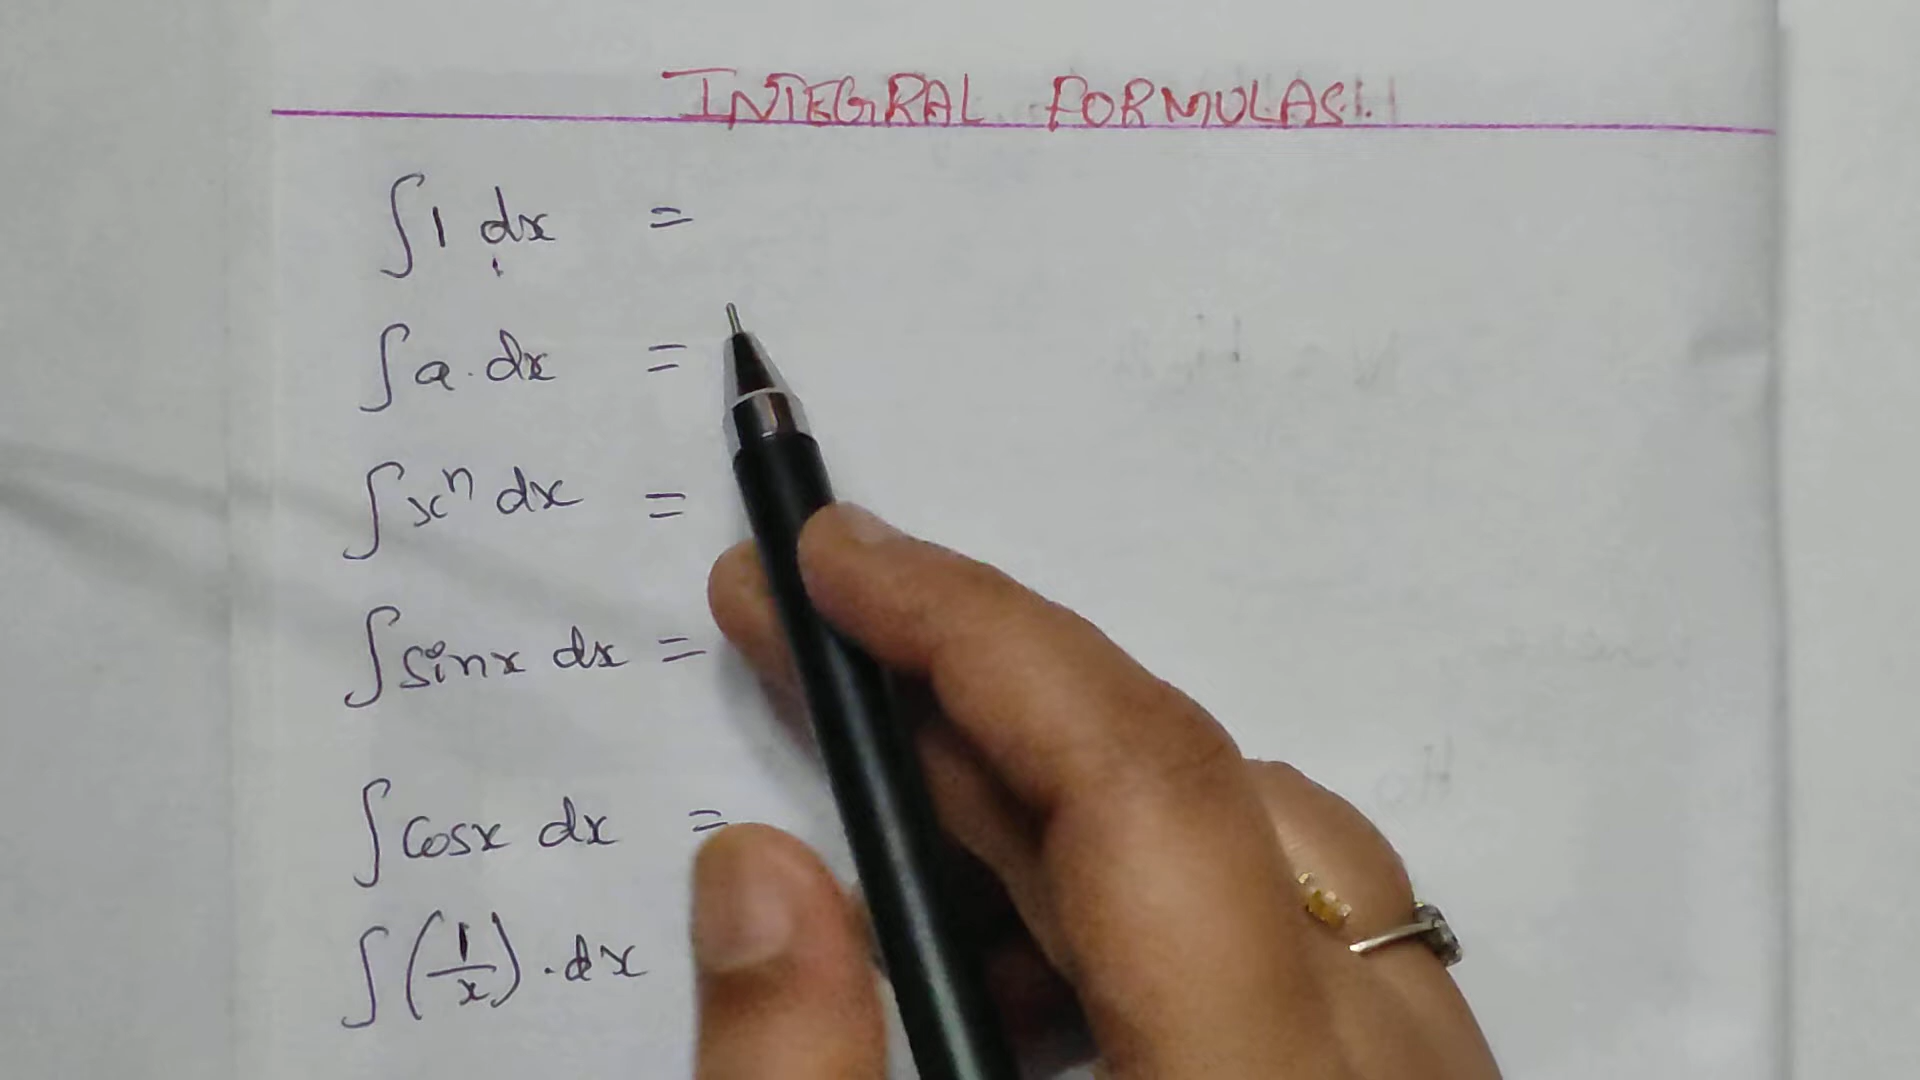 INTEGRAL FORMULAS
∫1 dx =
∫a.dx =
∫xⁿ dx =
∫sinx dx =
∫cosx dx =
∫(1/x).dx